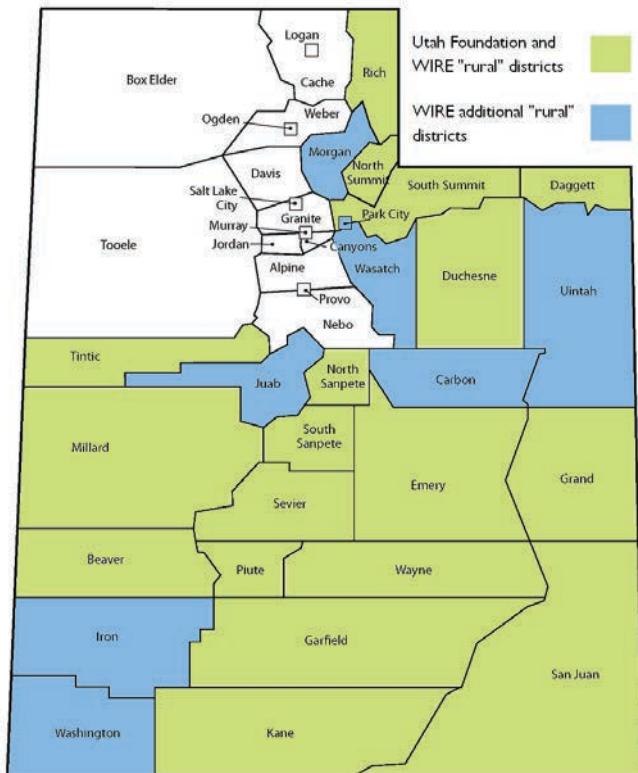 Utah Foundation and
WIRE "rural" districts
WIRE additional "rural"
districts
Logan
Cache
Rich
Box Elder
Weber
Ogden
Morgan
North
Summit
Davis
South Summit
Daggett
Salt Lake
City
Granite
Park City
Murray
Jordan
Canyons
Tooele
Alpine
Wasatch
Duchesne
Uintah
Provo
Nebo
Tintic
Juab
North
Sanpete
Carbon
Millard
South
Sanpete
Sevier
Emery
Grand
Beaver
Piute
Wayne
Iron
Garfield
San Juan
Washington
Kane